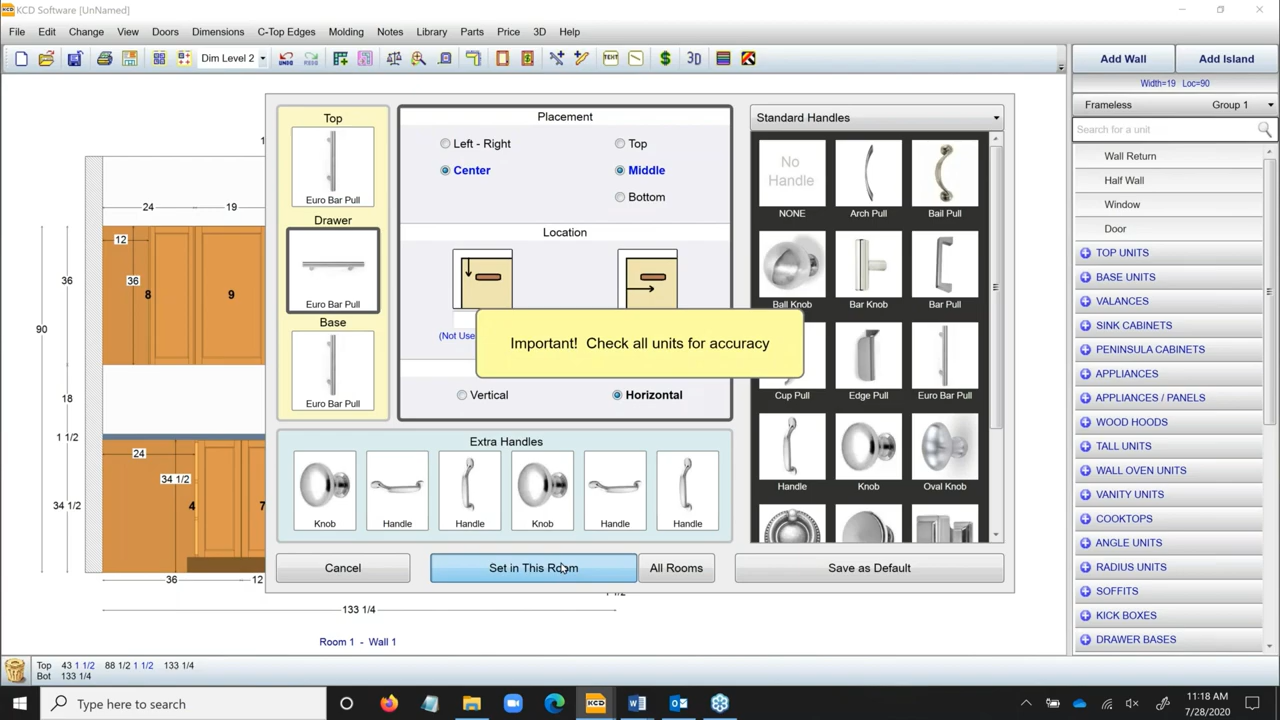 KCD Software [UnNamed]
File Edit Change View Doors Dimensions C-Top Edges Molding Notes Library Parts Price 3D Help
Dim Level 2 UNDO REDO TEXT $ 3D
Add Wall Add Island
Width=19 Loc=90
Frameless Group 1
Search for a unit
Wall Return
Half Wall
Window
Door
TOP UNITS
BASE UNITS
VALANCES
SINK CABINETS
PENINSULA CABINETS
APPLIANCES
APPLIANCES / PANELS
WOOD HOODS
TALL UNITS
WALL OVEN UNITS
VANITY UNITS
COOKTOPS
ANGLE UNITS
RADIUS UNITS
SOFFITS
KICK BOXES
DRAWER BASES
Top
Euro Bar Pull
Drawer
Euro Bar Pull
Base
Euro Bar Pull
Placement
Left - Right Top
Center Middle
Bottom
Location
(Not Use
Important! Check all units for accuracy
Vertical Horizontal
Extra Handles
Knob Handle Handle Knob Handle Handle
Standard Handles
No
Handle
NONE Arch Pull Bail Pull
Ball Knob Bar Knob Bar Pull
Cup Pull Edge Pull Euro Bar Pull
Handle Knob Oval Knob
Cancel Set in This Room All Rooms Save as Default
24 19
12
36 36 8 9
90
18
1 1/2
24
34 1/2
34 1/2 4 7
36 12
133 1/4
Room 1 - Wall 1
Top 43 1 1/2 88 1/2 1 1/2 133 1/4
Bot 133 1/4
Type here to search
KCD
11:18 AM
7/28/2020